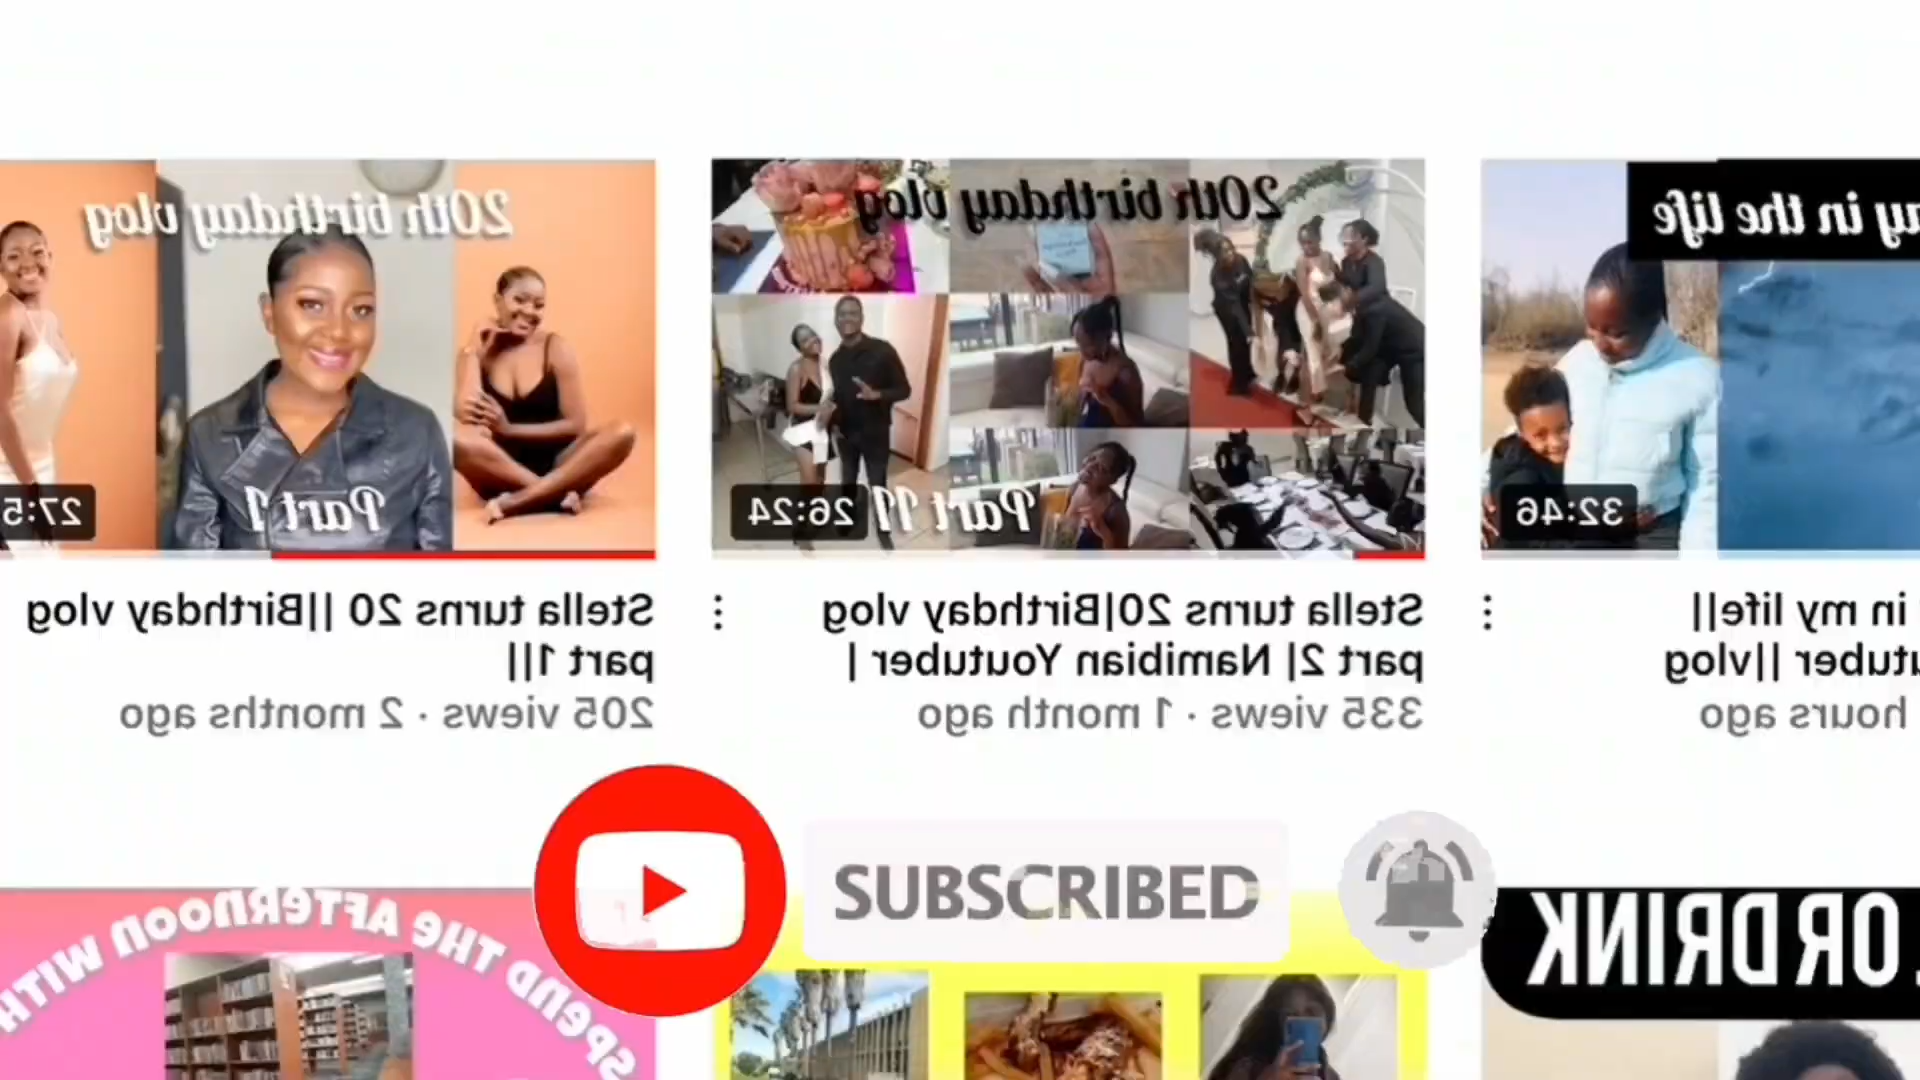 20th birthday vlog
Part 1
27:5
Stella turns 20 ||Birthday vlog
part 1||
205 views · 2 months ago
20th birthday vlog
Part 11
26:24
Stella turns 20|Birthday vlog
part 2| Namibian Youtuber |
335 views · 1 month ago
ay in the life
32:46
in my life||
utuber ||vlog
hours ago
SUBSCRIBED
SPEND THE AFTERNOON WITH
OR DRINK